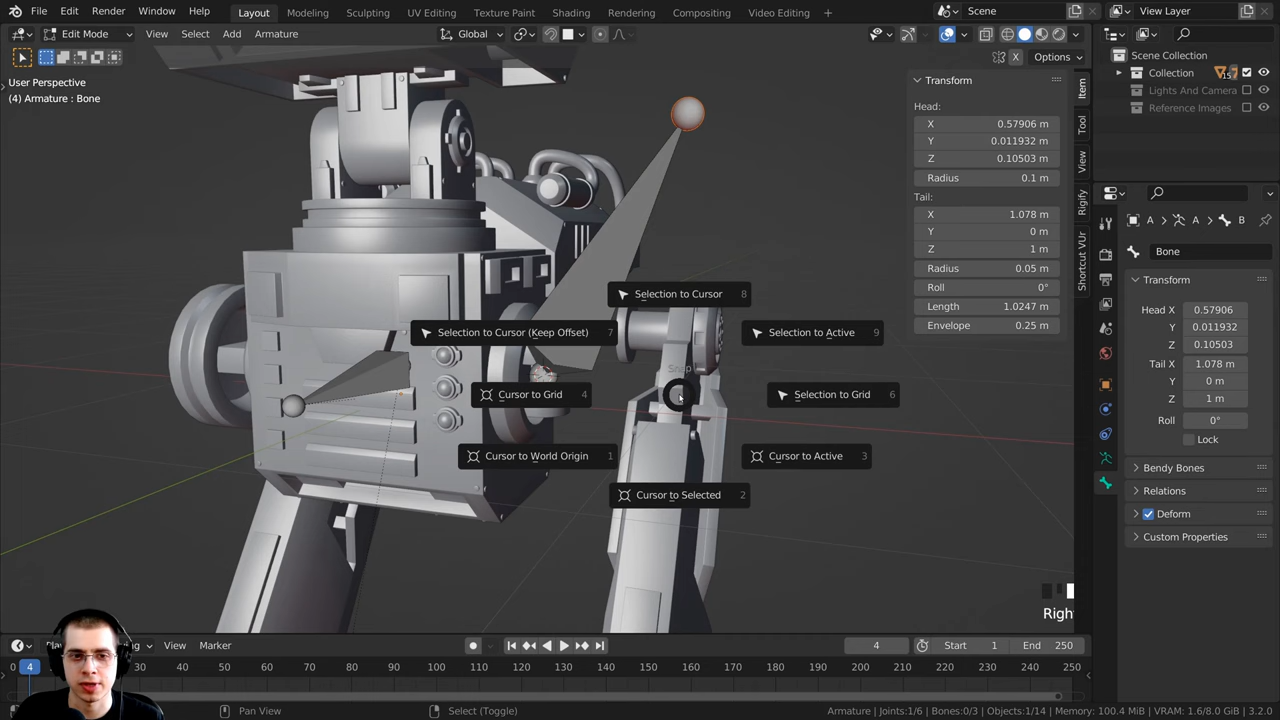 File Edit Render Window Help
Layout Modeling Sculpting UV Editing Texture Paint Shading Rendering Compositing Video Editing
Scene
View Layer
Edit Mode View Select Add Armature
Global
X Options
User Perspective
(4) Armature : Bone
Transform
Head:
X 0.57906
Y 0.011932
Z 0.10503
Radius 0.1 m
Tail:
X 1.078 m
Y 0 m
Z 1 m
Radius 0.05 m
Roll 0°
Length 1.0247 m
Envelope 0.25 m
Item
Tool
View
Rigify
Shortcut VUr
Snap
Selection to Cursor 8
Selection to Cursor (Keep Offset) 7
Selection to Active 9
Cursor to Grid 4
Selection to Grid 6
Cursor to World Origin 1
Cursor to Active 3
Cursor to Selected 2
Righ
Scene Collection
Collection 15
Lights And Camera
Reference Images
A A B
Bone
Transform
Head X 0.57906
Y 0.011932
Z 0.10503
Tail X 1.078 m
Y 0 m
Z 1 m
Roll 0°
Lock
Bendy Bones
Relations
Deform
Custom Properties
View Marker
4 Start 1 End 250
0 4 30 40 50 60 70 80 90 100 110 120 130 140 150 160 170 180 190 200 210 220 230 240 250
Pan View
Select (Toggle)
Armature | Joints:1/6 | Bones:0/3 | Objects:1/14 | Memory: 100.4 MiB | VRAM: 1.6/8.0 GiB | 3.2.0